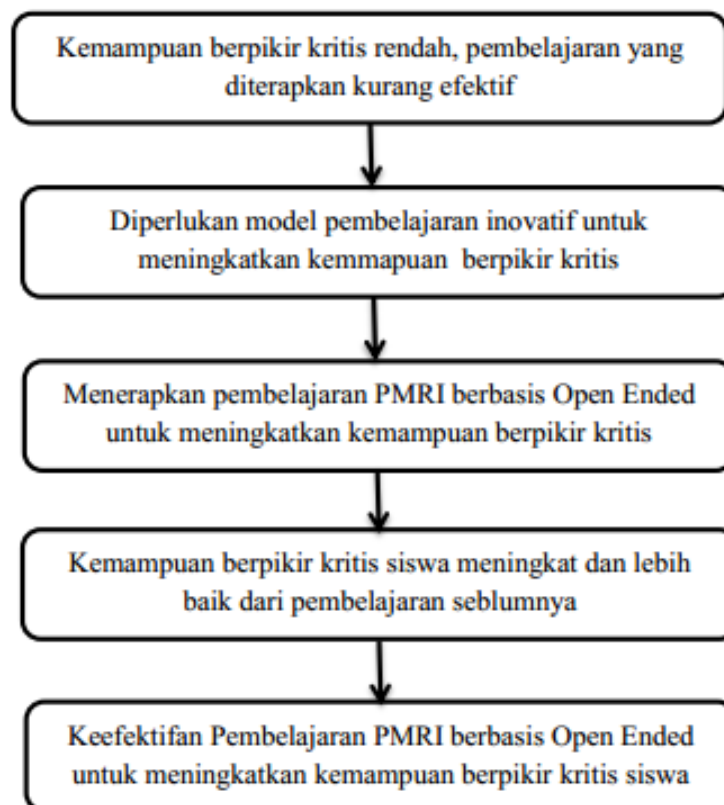 Kemampuan berpikir kritis rendah, pembelajaran yang
diterapkan kurang efektif
Diperlukan model pembelajaran inovatif untuk
meningkatkan kemmapuan berpikir kritis
Menerapkan pembelajaran PMRI berbasis Open Ended
untuk meningkatkan kemampuan berpikir kritis
Kemampuan berpikir kritis siswa meningkat dan lebih
baik dari pembelajaran seblumnya
Keefektifan Pembelajaran PMRI berbasis Open Ended
untuk meningkatkan kemampuan berpikir kritis siswa